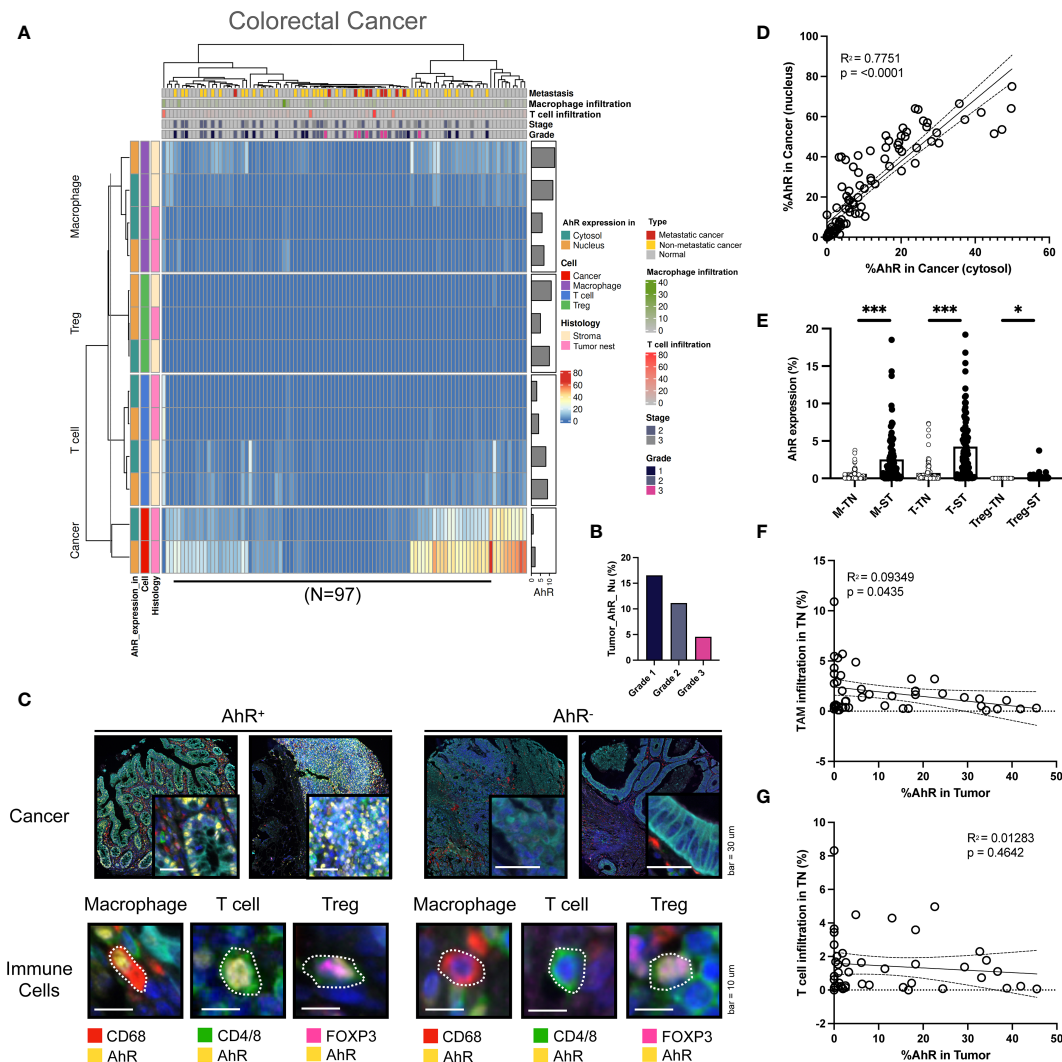 Colorectal Cancer
A
Metastasis
Macrophage infiltration
T cell infiltration
Stage
Grade
Macrophage
Treg
T cell
Cancer
AhR_expression_in
Cell
Histology
(N=97)
0
5
10
AhR
AhR expression in
Cytosol
Nucleus
Cell
Cancer
Macrophage
T cell
Treg
Histology
Stroma
Tumor nest
80
60
40
20
0
Type
Metastatic cancer
Non-metastatic cancer
Normal
Macrophage infiltration
40
30
20
10
0
T cell infiltration
80
60
40
20
0
Stage
2
3
Grade
1
2
3
B
Tumor_AhR_ Nu (%)
20
15
10
5
0
Grade 1
Grade 2
Grade 3
C
AhR+
AhR-
Cancer
bar = 30 um
Macrophage
T cell
Treg
Macrophage
T cell
Treg
Immune
Cells
bar = 10 um
CD68
CD4/8
FOXP3
CD68
CD4/8
FOXP3
AhR
AhR
AhR
AhR
AhR
AhR
D
R2 = 0.7751
p = <0.0001
%AhR in Cancer (nucleus)
100
80
60
40
20
0
0
20
40
60
%AhR in Cancer (cytosol)
E
***
***
*
AhR expression (%)
20
15
10
5
0
M-TN
M-ST
T-TN
T-ST
Treg-TN
Treg-ST
F
R2 = 0.09349
p = 0.0435
TAM infiltration in TN (%)
15
10
5
0
-5
0
10
20
30
40
50
%AhR in Tumor
G
R2 = 0.01283
p = 0.4642
T cell infiltration in TN (%)
10
8
6
4
2
0
-2
0
10
20
30
40
50
%AhR in Tumor